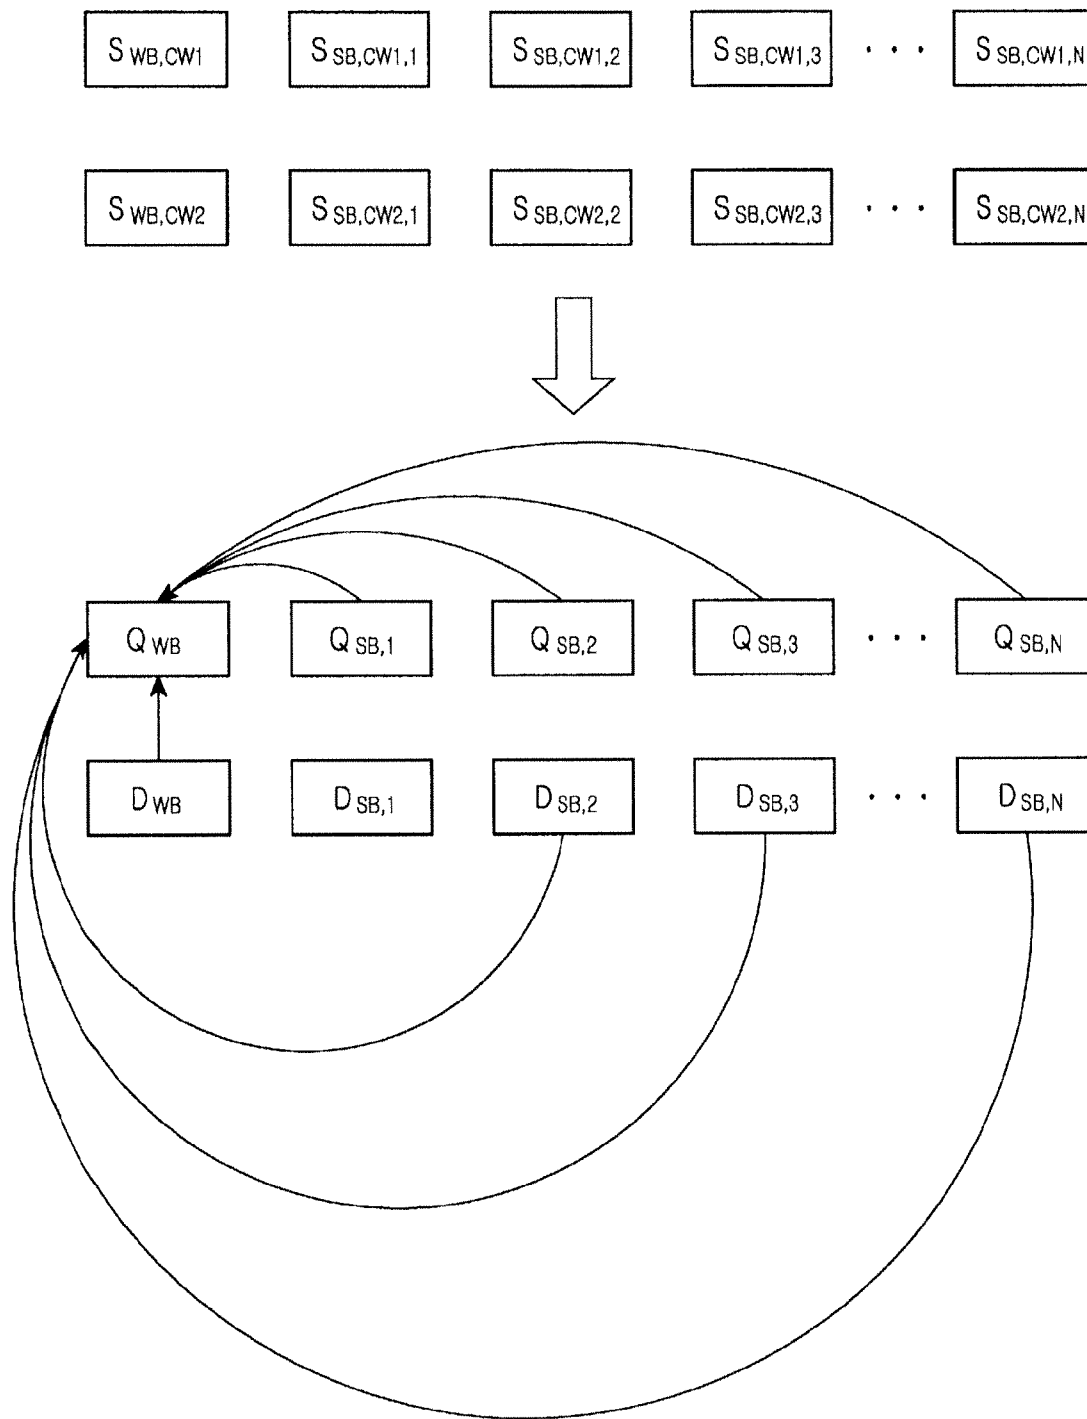 S WB,CW1 S SB,CW1,1 S SB,CW1,2 S SB,CW1,3 · · · S SB,CW1,N
S WB,CW2 S SB,CW2,1 S SB,CW2,2 S SB,CW2,3 · · · S SB,CW2,N
Q WB Q SB,1 Q SB,2 Q SB,3 · · · Q SB,N
D WB D SB,1 D SB,2 D SB,3 · · · D SB,N